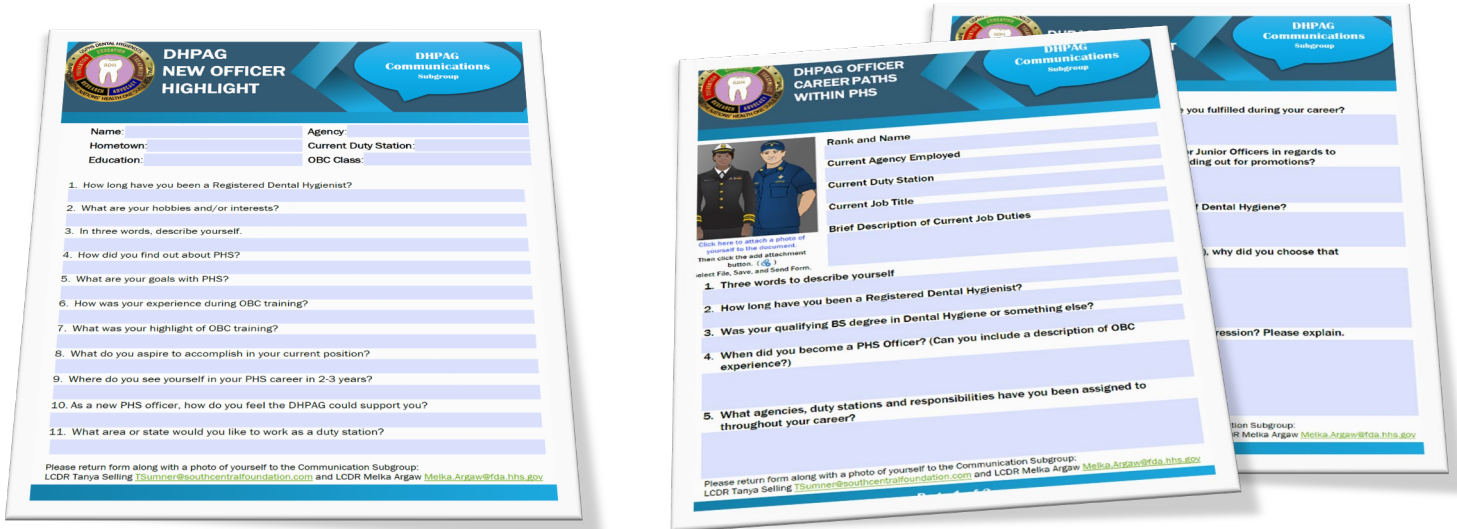 DHPAG
NEW OFFICER
HIGHLIGHT
DHPAG
Communications
Subgroup
Name:
Agency:
Hometown:
Current Duty Station:
Education:
OBC Class:
1. How long have you been a Registered Dental Hygienist?
2. What are your hobbies and/or interests?
3. In three words, describe yourself.
4. How did you find out about PHS?
5. What are your goals with PHS?
6. How was your experience during OBC training?
7. What was your highlight of OBC training?
8. What do you aspire to accomplish in your current position?
9. Where do you see yourself in your PHS career in 2-3 years?
10. As a new PHS officer, how do you feel the DHPAG could support you?
11. What area or state would you like to work as a duty station?
Please return form along with a photo of yourself to the Communication Subgroup:
LCDR Tanya Selling TSumner@southcentralfoundation.com and LCDR Melka Argaw Melka.Argaw@fda.hhs.gov
DHPAG OFFICER
CAREER PATHS
WITHIN PHS
DHPAG
Communications
Subgroup
Rank and Name
Current Agency Employed
Current Duty Station
Current Job Title
Brief Description of Current Job Duties
Click here to attach a photo of
yourself to the document.
Then click the add attachment
button. ( )
elect File, Save, and Send Form.
1. Three words to describe yourself
2. How long have you been a Registered Dental Hygienist?
3. Was your qualifying BS degree in Dental Hygiene or something else?
4. When did you become a PHS Officer? (Can you include a description of OBC
experience?)
5. What agencies, duty stations and responsibilities have you been assigned to
throughout your career?
Please return form along with a photo of yourself to the Communication Subgroup:
LCDR Tanya Selling TSumner@southcentralfoundation.com and LCDR Melka Argaw Melka.Argaw@fda.hhs.gov
DHPAG
Communications
Subgroup
you fulfilled during your career?
r Junior Officers in regards to
ding out for promotions?
f Dental Hygiene?
), why did you choose that
ression? Please explain.
tion Subgroup:
R Melka Argaw Melka.Argaw@fda.hhs.gov